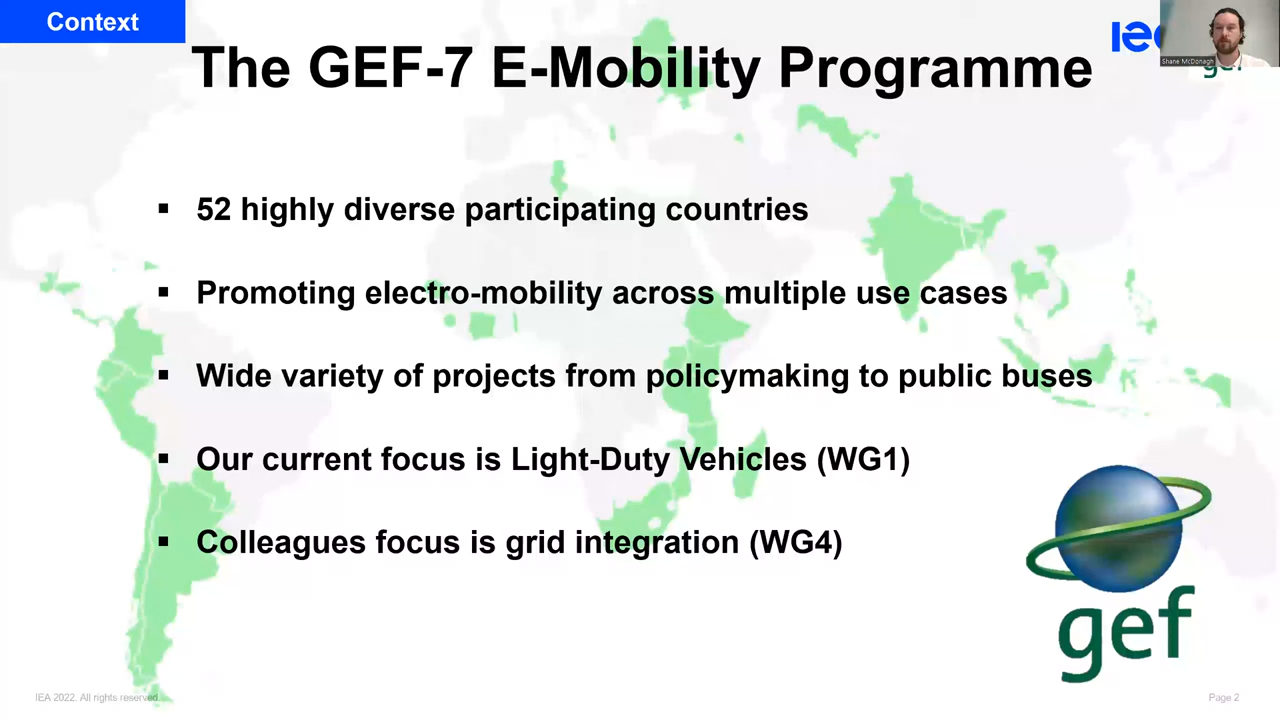 Context
The GEF-7 E-Mobility Programme
Shane McDonagh
▪ 52 highly diverse participating countries
▪ Promoting electro-mobility across multiple use cases
▪ Wide variety of projects from policymaking to public buses
▪ Our current focus is Light-Duty Vehicles (WG1)
▪ Colleagues focus is grid integration (WG4)
gef
IEA 2022. All rights reserved.
Page 2